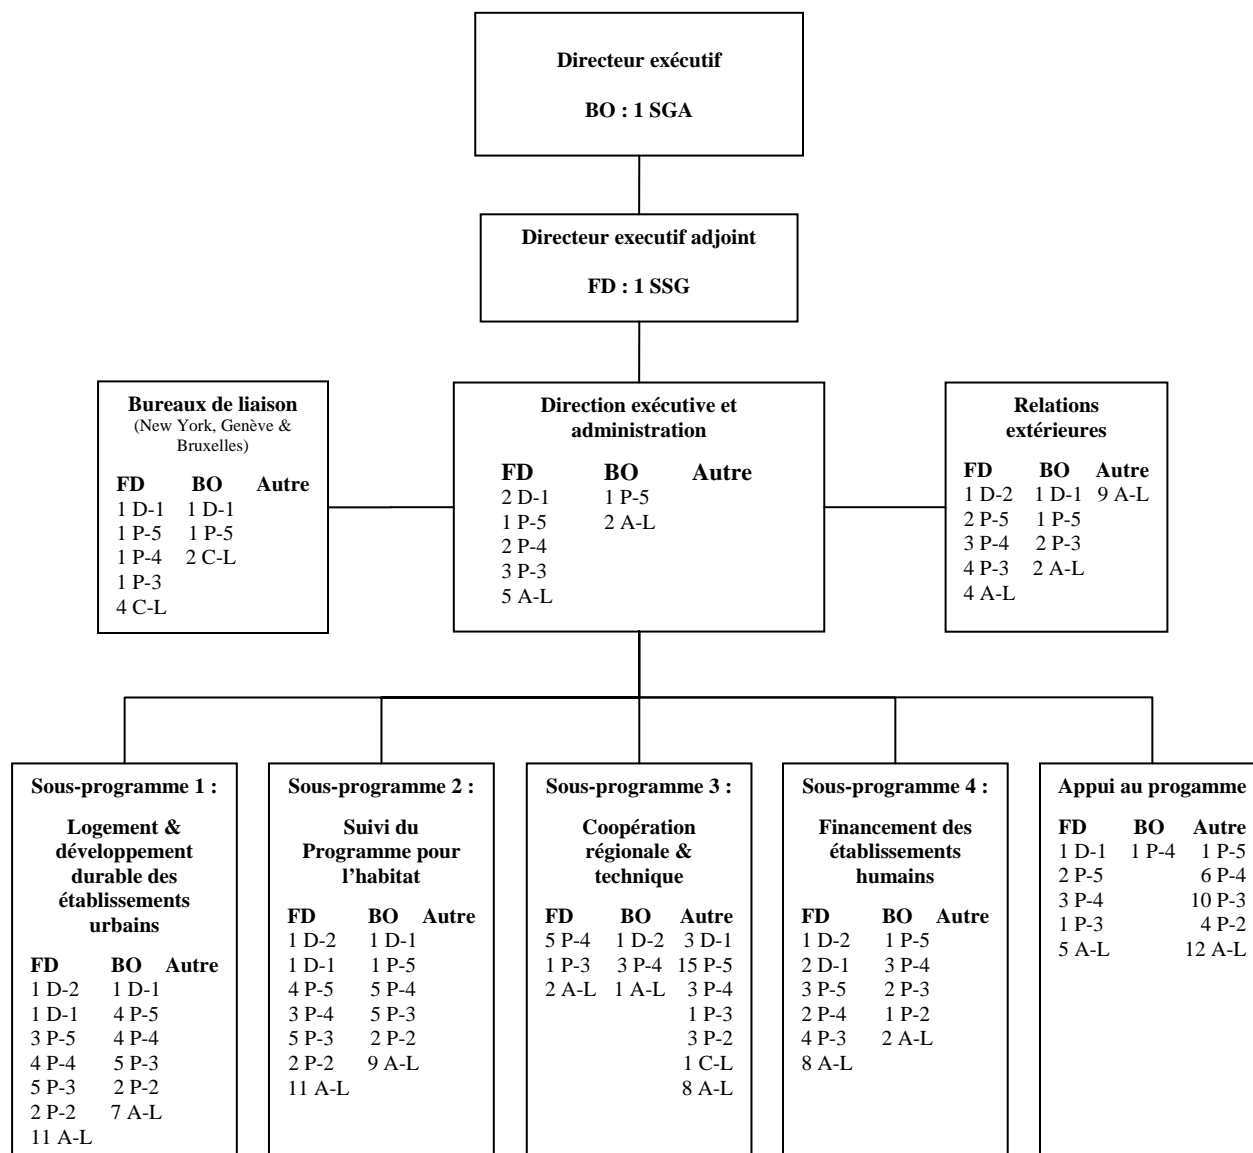 Directeur exécutif
BO : 1 SGA
Directeur executif adjoint
FD : 1 SSG
Bureaux de liaison
(New York, Genève &
Bruxelles)
FD BO Autre
1 D-1 1 D-1
1 P-5 1 P-5
1 P-4 2 C-L
1 P-3
4 C-L
Direction exécutive et
administration
FD BO Autre
2 D-1 1 P-5
1 P-5 2 A-L
2 P-4
3 P-3
5 A-L
Relations
extérieures
FD BO Autre
1 D-2 1 D-1 9 A-L
2 P-5 1 P-5
3 P-4 2 P-3
4 P-3 2 A-L
4 A-L
Sous-programme 1 :
Logement &
développement
durable des
établissements
urbains
FD BO Autre
1 D-2 1 D-1
1 D-1 4 P-5
3 P-5 4 P-4
4 P-4 5 P-3
5 P-3 2 P-2
2 P-2 7 A-L
11 A-L
Sous-programme 2 :
Suivi du
Programme pour
l'habitat
FD BO Autre
1 D-2 1 D-1
1 D-1 1 P-5
4 P-5 5 P-4
3 P-4 5 P-3
5 P-3 2 P-2
2 P-2 9 A-L
11 A-L
Sous-programme 3 :
Coopération
régionale &
technique
FD BO Autre
5 P-4 1 D-2 3 D-1
1 P-3 3 P-4 15 P-5
2 A-L 1 A-L 3 P-4
1 P-3
3 P-2
1 C-L
8 A-L
Sous-programme 4 :
Financement des
établissements
humains
FD BO Autre
1 D-2 1 P-5
2 D-1 3 P-4
3 P-5 2 P-3
2 P-4 1 P-2
4 P-3 2 A-L
8 A-L
Appui au progamme
FD BO Autre
1 D-1 1 P-4 1 P-5
2 P-5 6 P-4
3 P-4 10 P-3
1 P-3 4 P-2
5 A-L 12 A-L